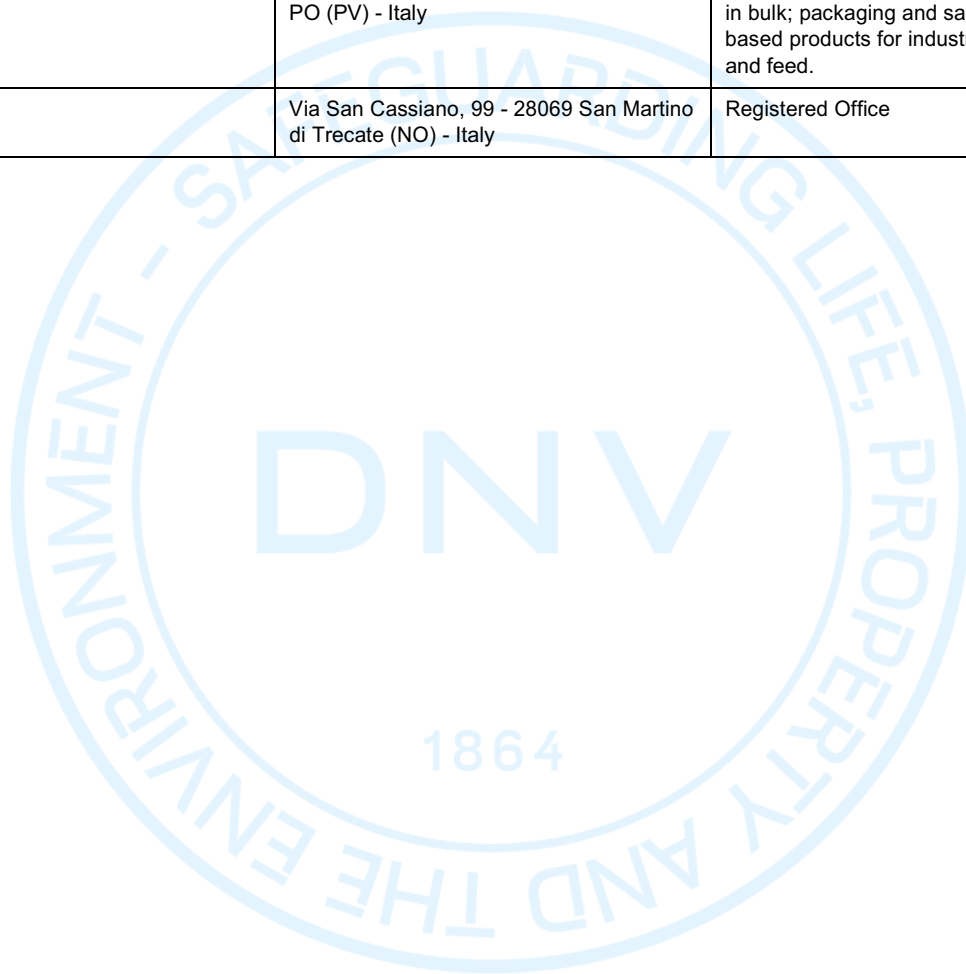 PO (PV) - Italy
in bulk; packaging and sa
based products for indust
and feed.
Via San Cassiano, 99 - 28069 San Martino
di Trecate (NO) - Italy
Registered Office
SAFEGUARDING LIFE, PROPERTY AND THE ENVIRONMENT -
DNV
1864